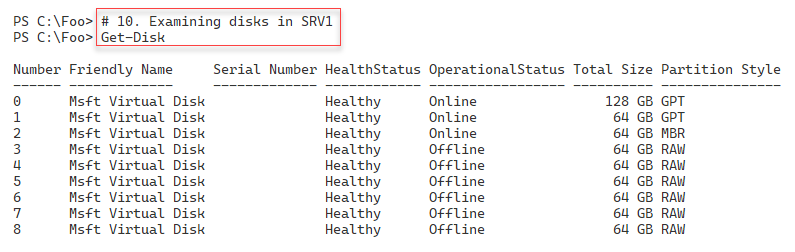 PS C:\Foo> # 10. Examining disks in SRV1
PS C:\Foo> Get-Disk
Number Friendly Name     Serial Number HealthStatus OperationalStatus Total Size Partition Style
------ -------------     ------------- ------------ ----------------- ---------- ---------------
0      Msft Virtual Disk               Healthy      Online                128 GB GPT
1      Msft Virtual Disk               Healthy      Online                 64 GB GPT
2      Msft Virtual Disk               Healthy      Online                 64 GB MBR
3      Msft Virtual Disk               Healthy      Offline                64 GB RAW
4      Msft Virtual Disk               Healthy      Offline                64 GB RAW
5      Msft Virtual Disk               Healthy      Offline                64 GB RAW
6      Msft Virtual Disk               Healthy      Offline                64 GB RAW
7      Msft Virtual Disk               Healthy      Offline                64 GB RAW
8      Msft Virtual Disk               Healthy      Offline                64 GB RAW